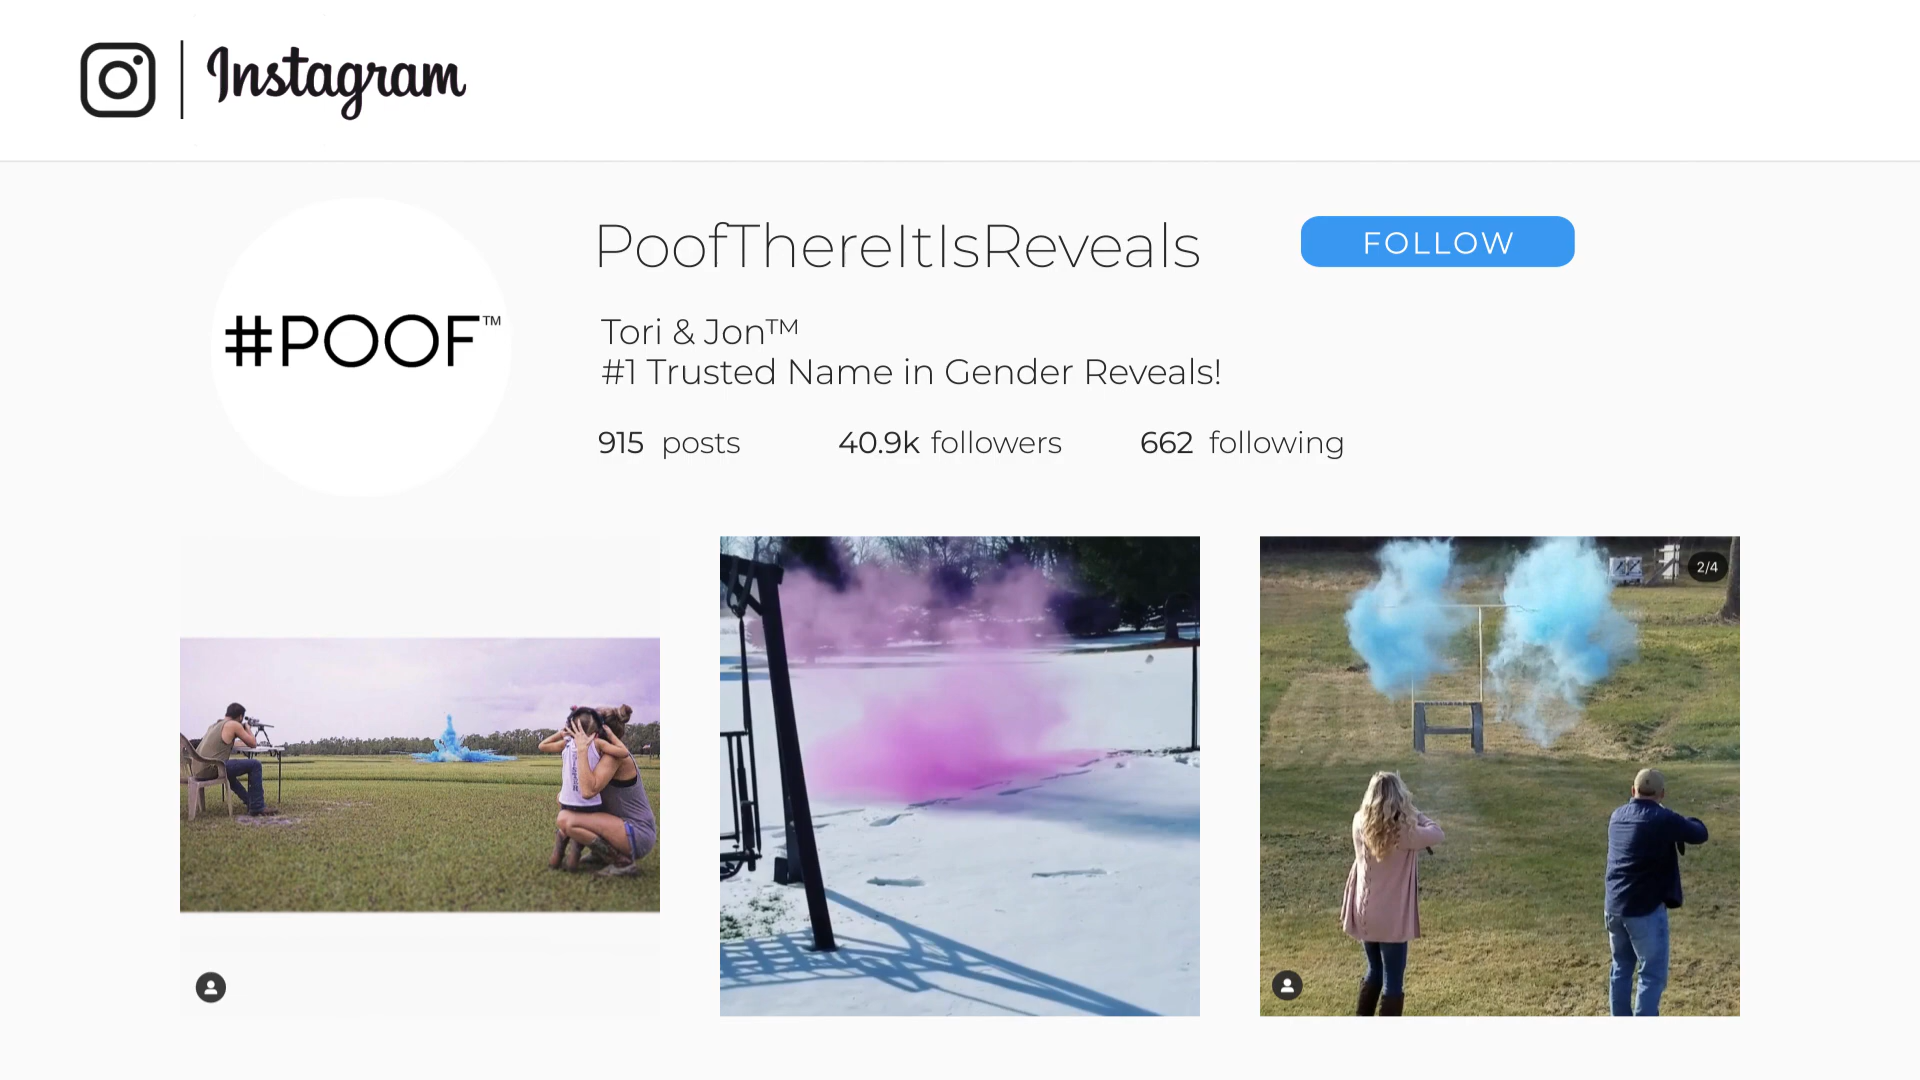 Instagram
#POOF™
PoofThereItIsReveals
FOLLOW
Tori & Jon™
#1 Trusted Name in Gender Reveals!
915 posts 40.9k followers 662 following
2/4